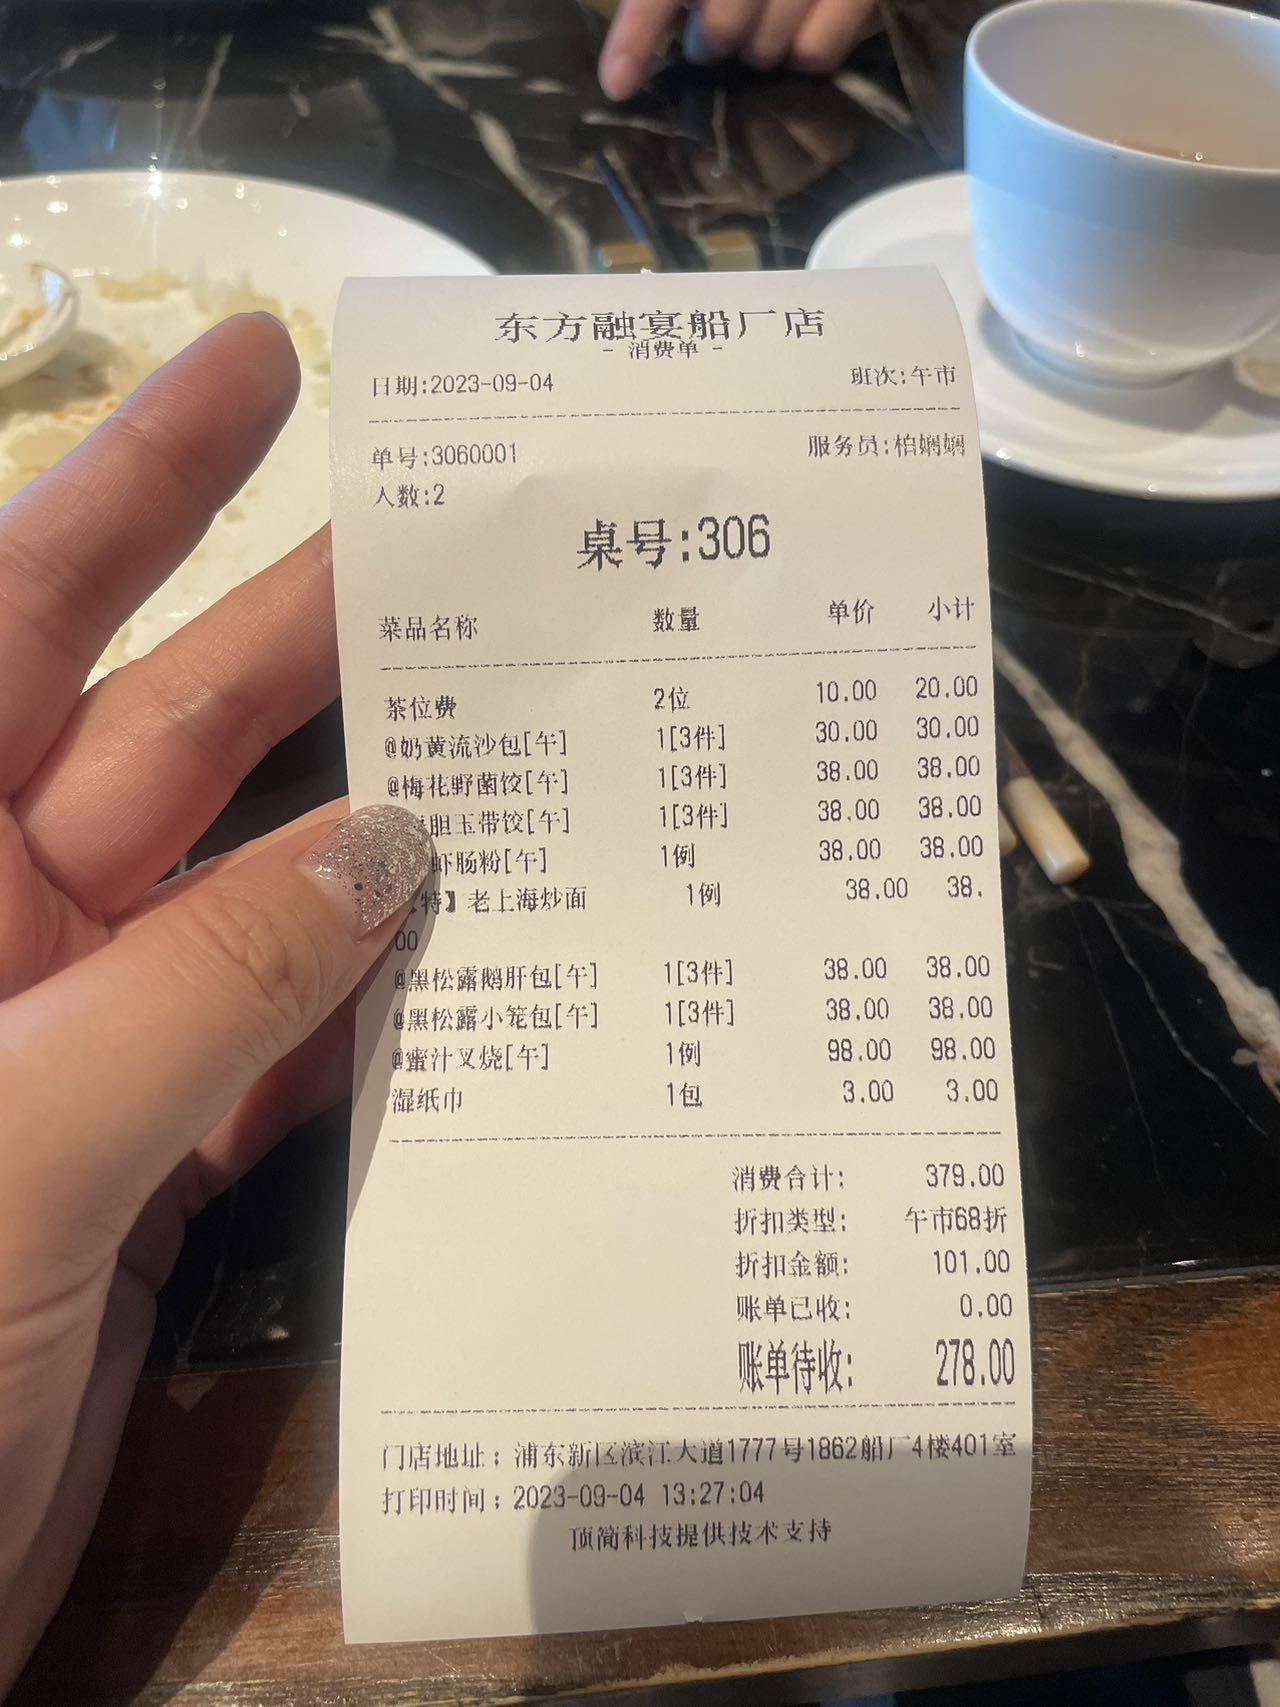 东方融宴船厂店
- 消费单 -
日期:2023-09-04 班次:午市
单号:3060001 服务员:柏娴娴
人数:2
桌号:306
菜品名称 数量 单价 小计
茶位费 2位 10.00 20.00
@奶黄流沙包[午] 1[3件] 30.00 30.00
@梅花野菌饺[午] 1[3件] 38.00 38.00
胆玉带饺[午] 1[3件] 38.00 38.00
虾肠粉[午] 1例 38.00 38.00
特】老上海炒面 1例 38.00 38.
00
@黑松露鹅肝包[午] 1[3件] 38.00 38.00
@黑松露小笼包[午] 1[3件] 38.00 38.00
@蜜汁叉烧[午] 1例 98.00 98.00
湿纸巾 1包 3.00 3.00
消费合计: 379.00
折扣类型: 午市68折
折扣金额: 101.00
账单已收: 0.00
账单待收: 278.00
门店地址：浦东新区滨江大道1777号1862船厂4楼401室
打印时间：2023-09-04 13:27:04
顶简科技提供技术支持